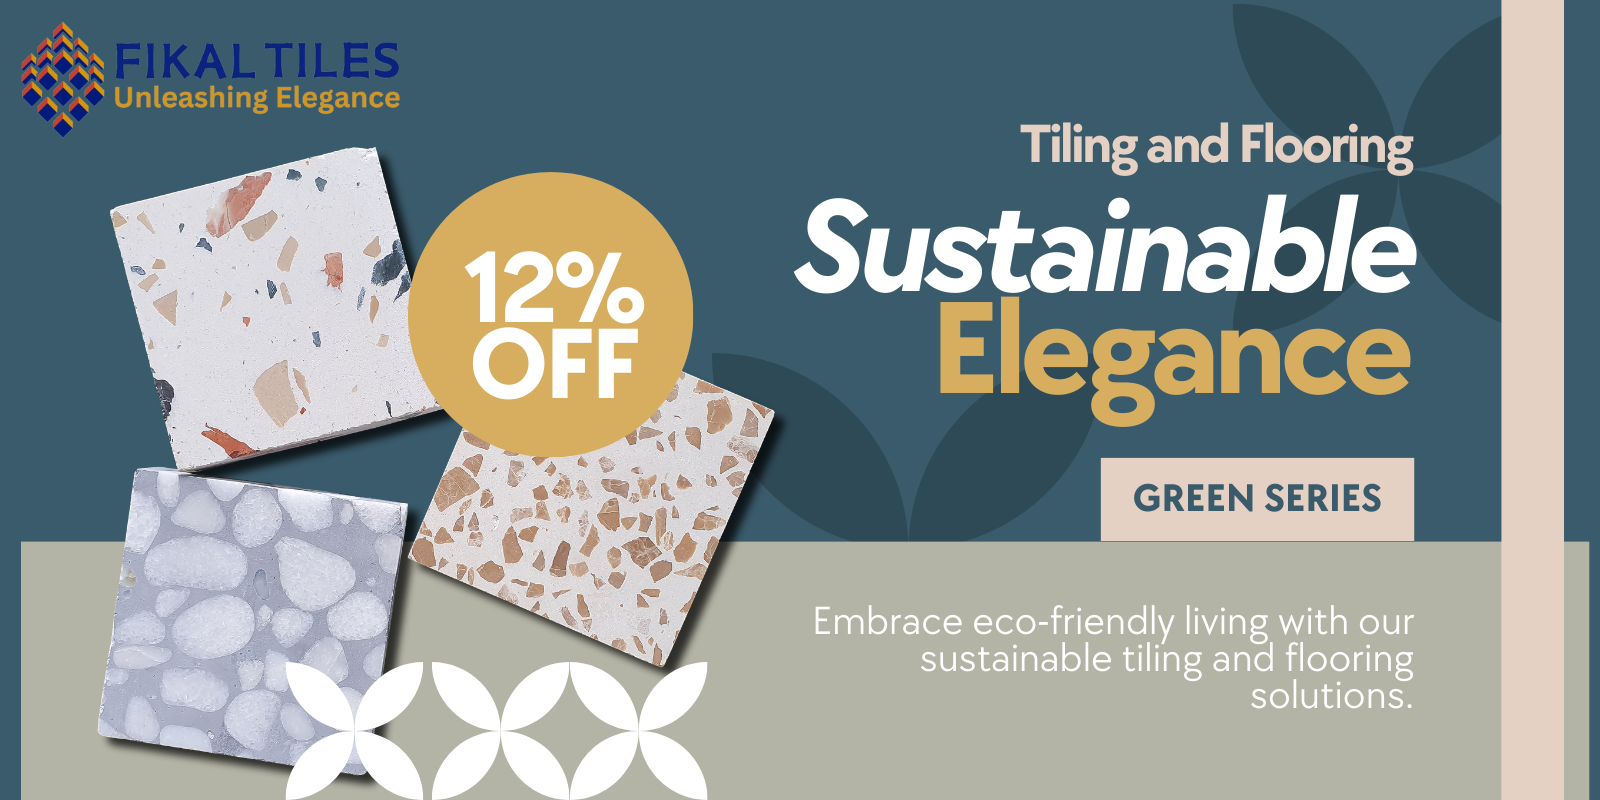 FIKAL TILES
Unleashing Elegance
12%
OFF
Tiling and Flooring
Sustainable
Elegance
GREEN SERIES
Embrace eco-friendly living with our
sustainable tiling and flooring
solutions.